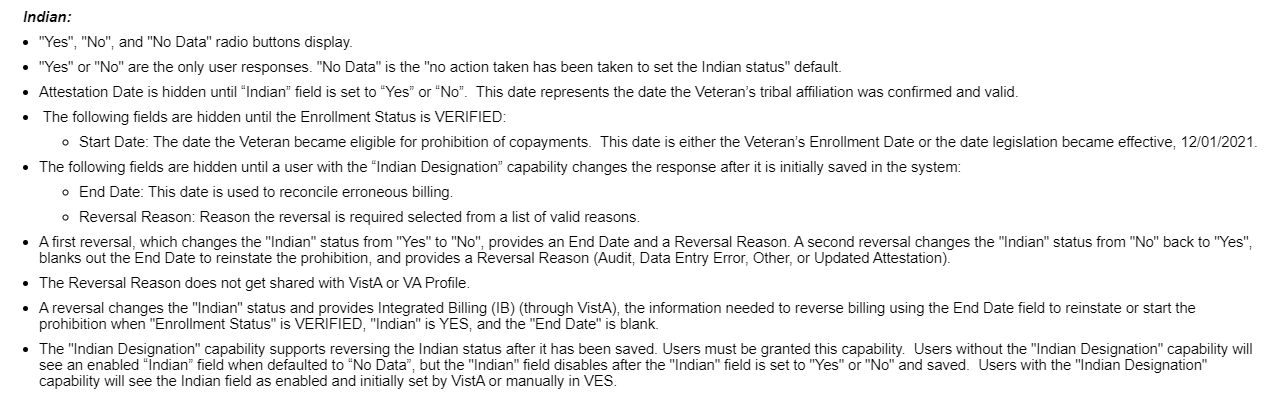 Indian:
• "Yes", "No", and "No Data" radio buttons display.
• "Yes" or "No" are the only user responses. "No Data" is the "no action taken has been taken to set the Indian status" default.
• Attestation Date is hidden until “Indian” field is set to “Yes” or “No”.  This date represents the date the Veteran’s tribal affiliation was confirmed and valid.
•  The following fields are hidden until the Enrollment Status is VERIFIED:
o Start Date: The date the Veteran became eligible for prohibition of copayments.  This date is either the Veteran’s Enrollment Date or the date legislation became effective, 12/01/2021.
• The following fields are hidden until a user with the “Indian Designation” capability changes the response after it is initially saved in the system:
o End Date: This date is used to reconcile erroneous billing.
o Reversal Reason: Reason the reversal is required selected from a list of valid reasons.
• A first reversal, which changes the "Indian" status from "Yes" to "No", provides an End Date and a Reversal Reason. A second reversal changes the "Indian" status from "No" back to "Yes",
blanks out the End Date to reinstate the prohibition, and provides a Reversal Reason (Audit, Data Entry Error, Other, or Updated Attestation).
• The Reversal Reason does not get shared with VistA or VA Profile.
• A reversal changes the "Indian" status and provides Integrated Billing (IB) (through VistA), the information needed to reverse billing using the End Date field to reinstate or start the
prohibition when "Enrollment Status" is VERIFIED, "Indian" is YES, and the "End Date" is blank.
• The "Indian Designation" capability supports reversing the Indian status after it has been saved. Users must be granted this capability.  Users without the "Indian Designation" capability will
see an enabled “Indian” field when defaulted to “No Data”, but the "Indian" field disables after the "Indian" field is set to "Yes" or "No" and saved.  Users with the "Indian Designation"
capability will see the Indian field as enabled and initially set by VistA or manually in VES.